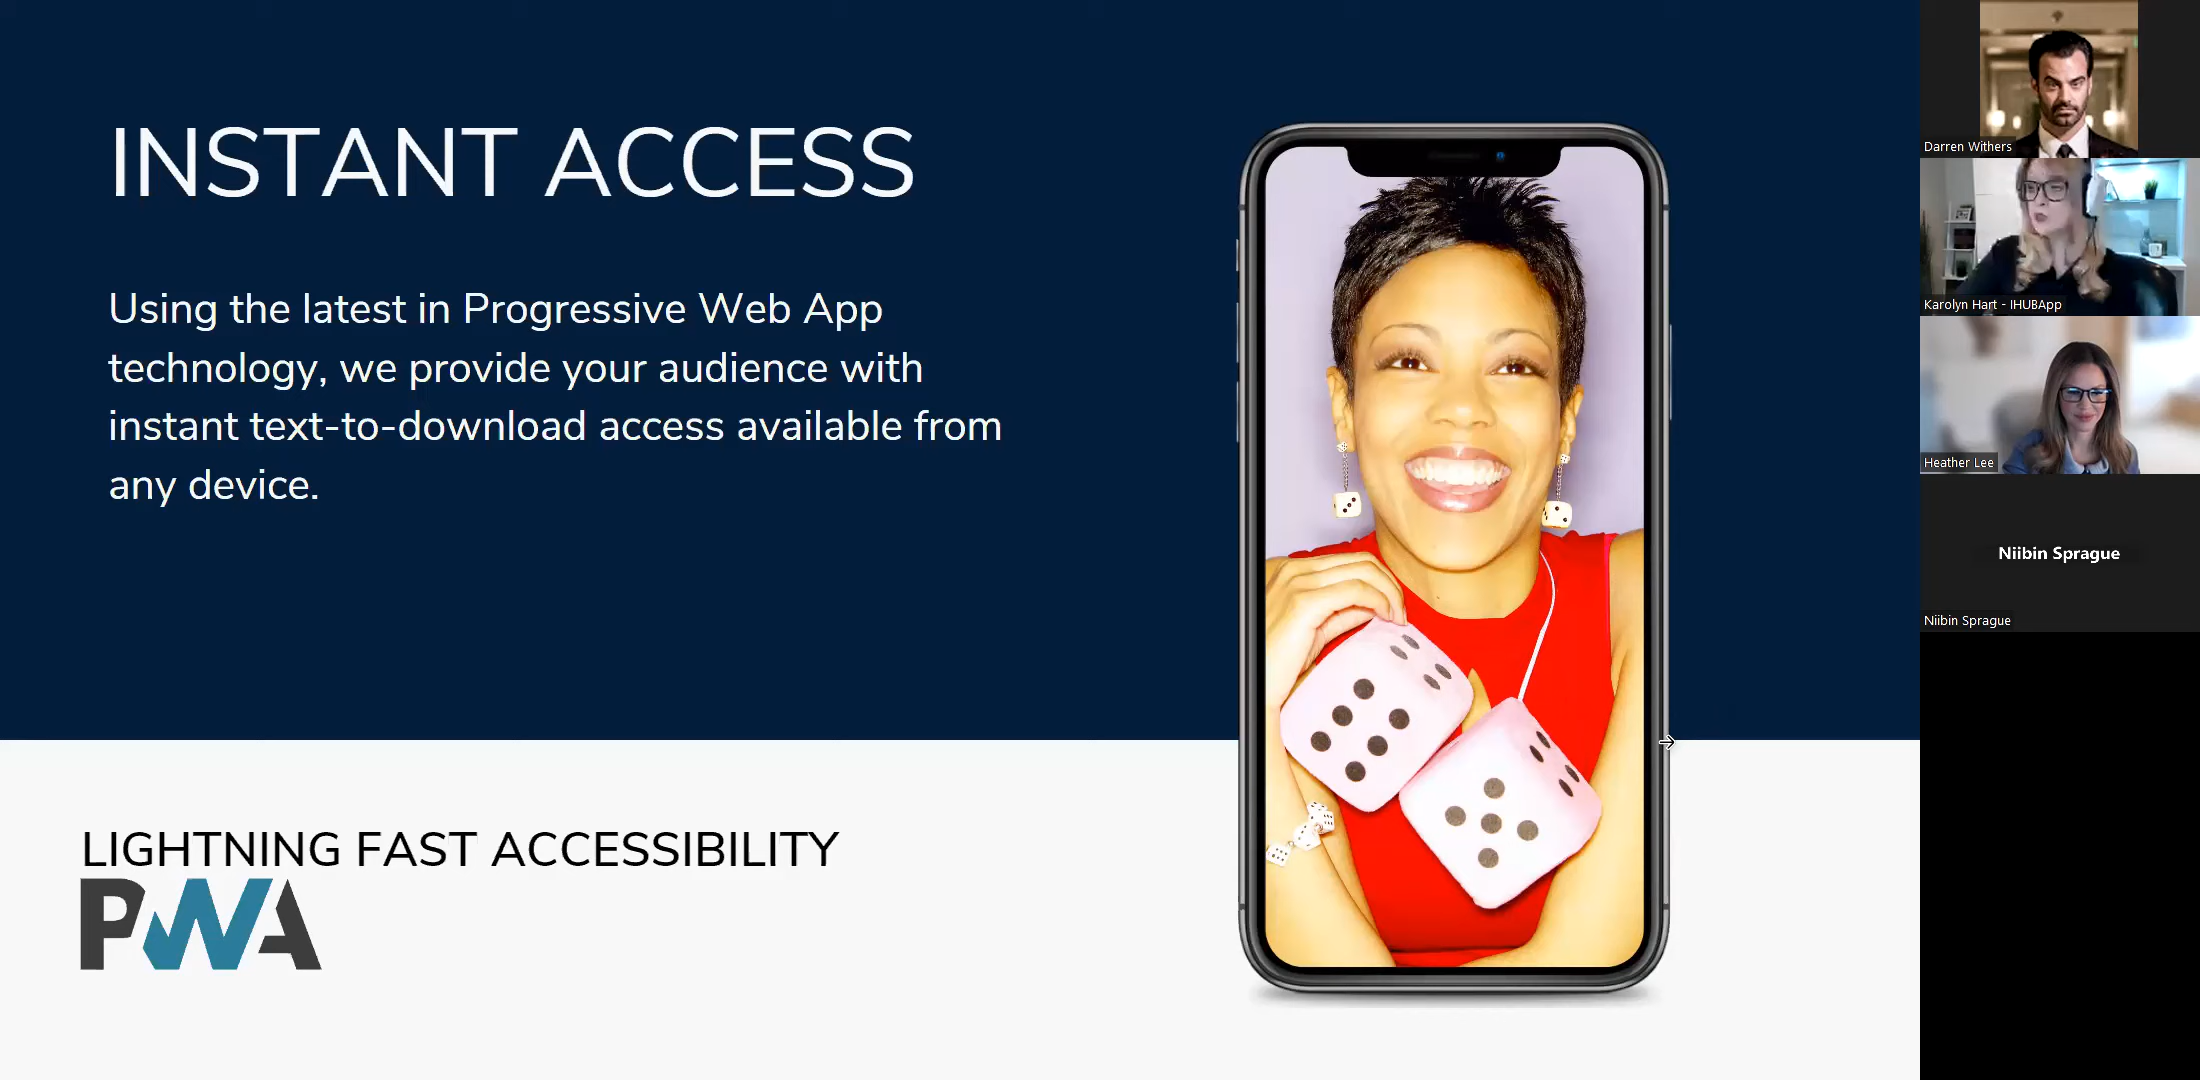 INSTANT ACCESS
Using the latest in Progressive Web App
technology, we provide your audience with
instant text-to-download access available from
any device.
LIGHTNING FAST ACCESSIBILITY
PWA
Darren Withers
Karolyn Hart - IHUBApp
Heather Lee
Niibin Sprague
Niibin Sprague